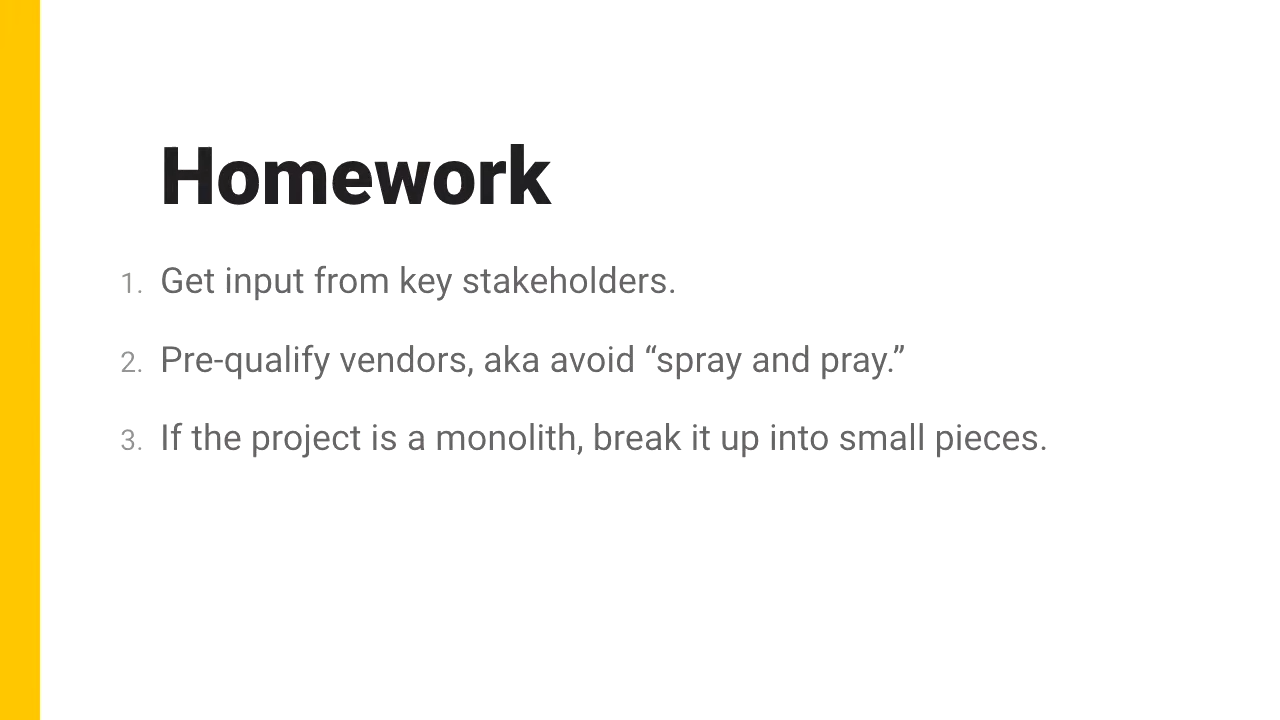 Homework
1. Get input from key stakeholders.
2. Pre-qualify vendors, aka avoid “spray and pray.”
3. If the project is a monolith, break it up into small pieces.